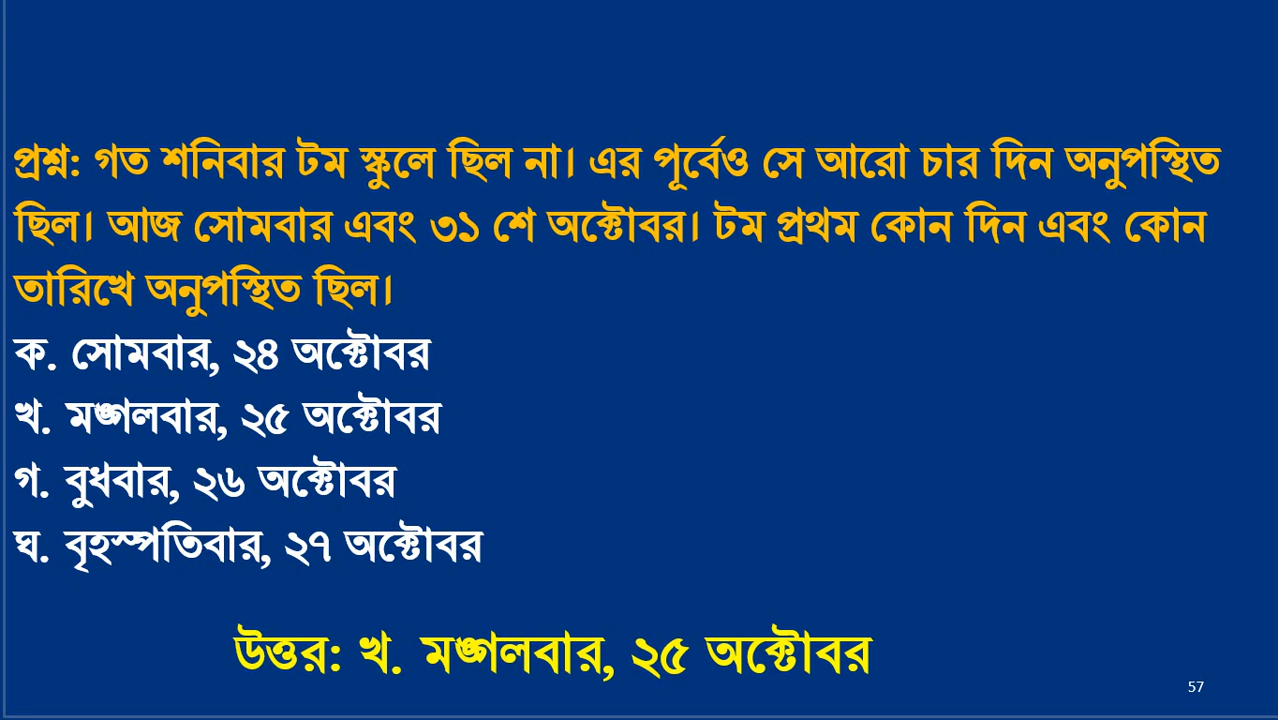 প্রশ্ন: গত শনিবার টম স্কুলে ছিল না। এর পূর্বেও সে আরো চার দিন অনুপস্থিত
ছিল। আজ সোমবার এবং ৩১ শে অক্টোবর। টম প্রথম কোন দিন এবং কোন
তারিখে অনুপস্থিত ছিল।
ক. সোমবার, ২৪ অক্টোবর
খ. মঙ্গলবার, ২৫ অক্টোবর
গ. বুধবার, ২৬ অক্টোবর
ঘ. বৃহস্পতিবার, ২৭ অক্টোবর
উত্তর: খ. মঙ্গলবার, ২৫ অক্টোবর
57